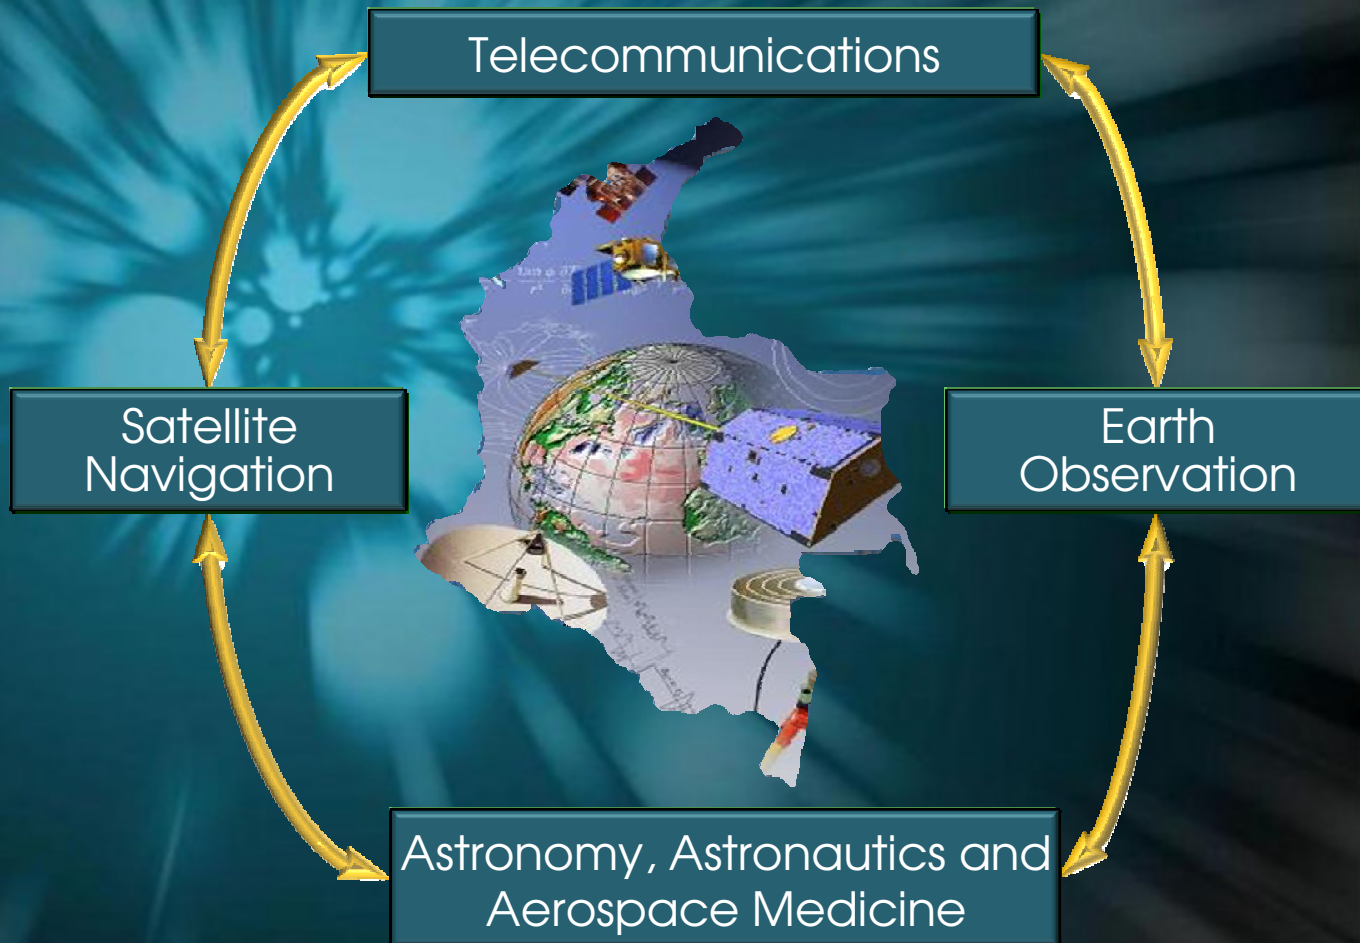 Telecommunications
Satellite
Navigation
Earth
Observation
Astronomy, Astronautics and
Aerospace Medicine